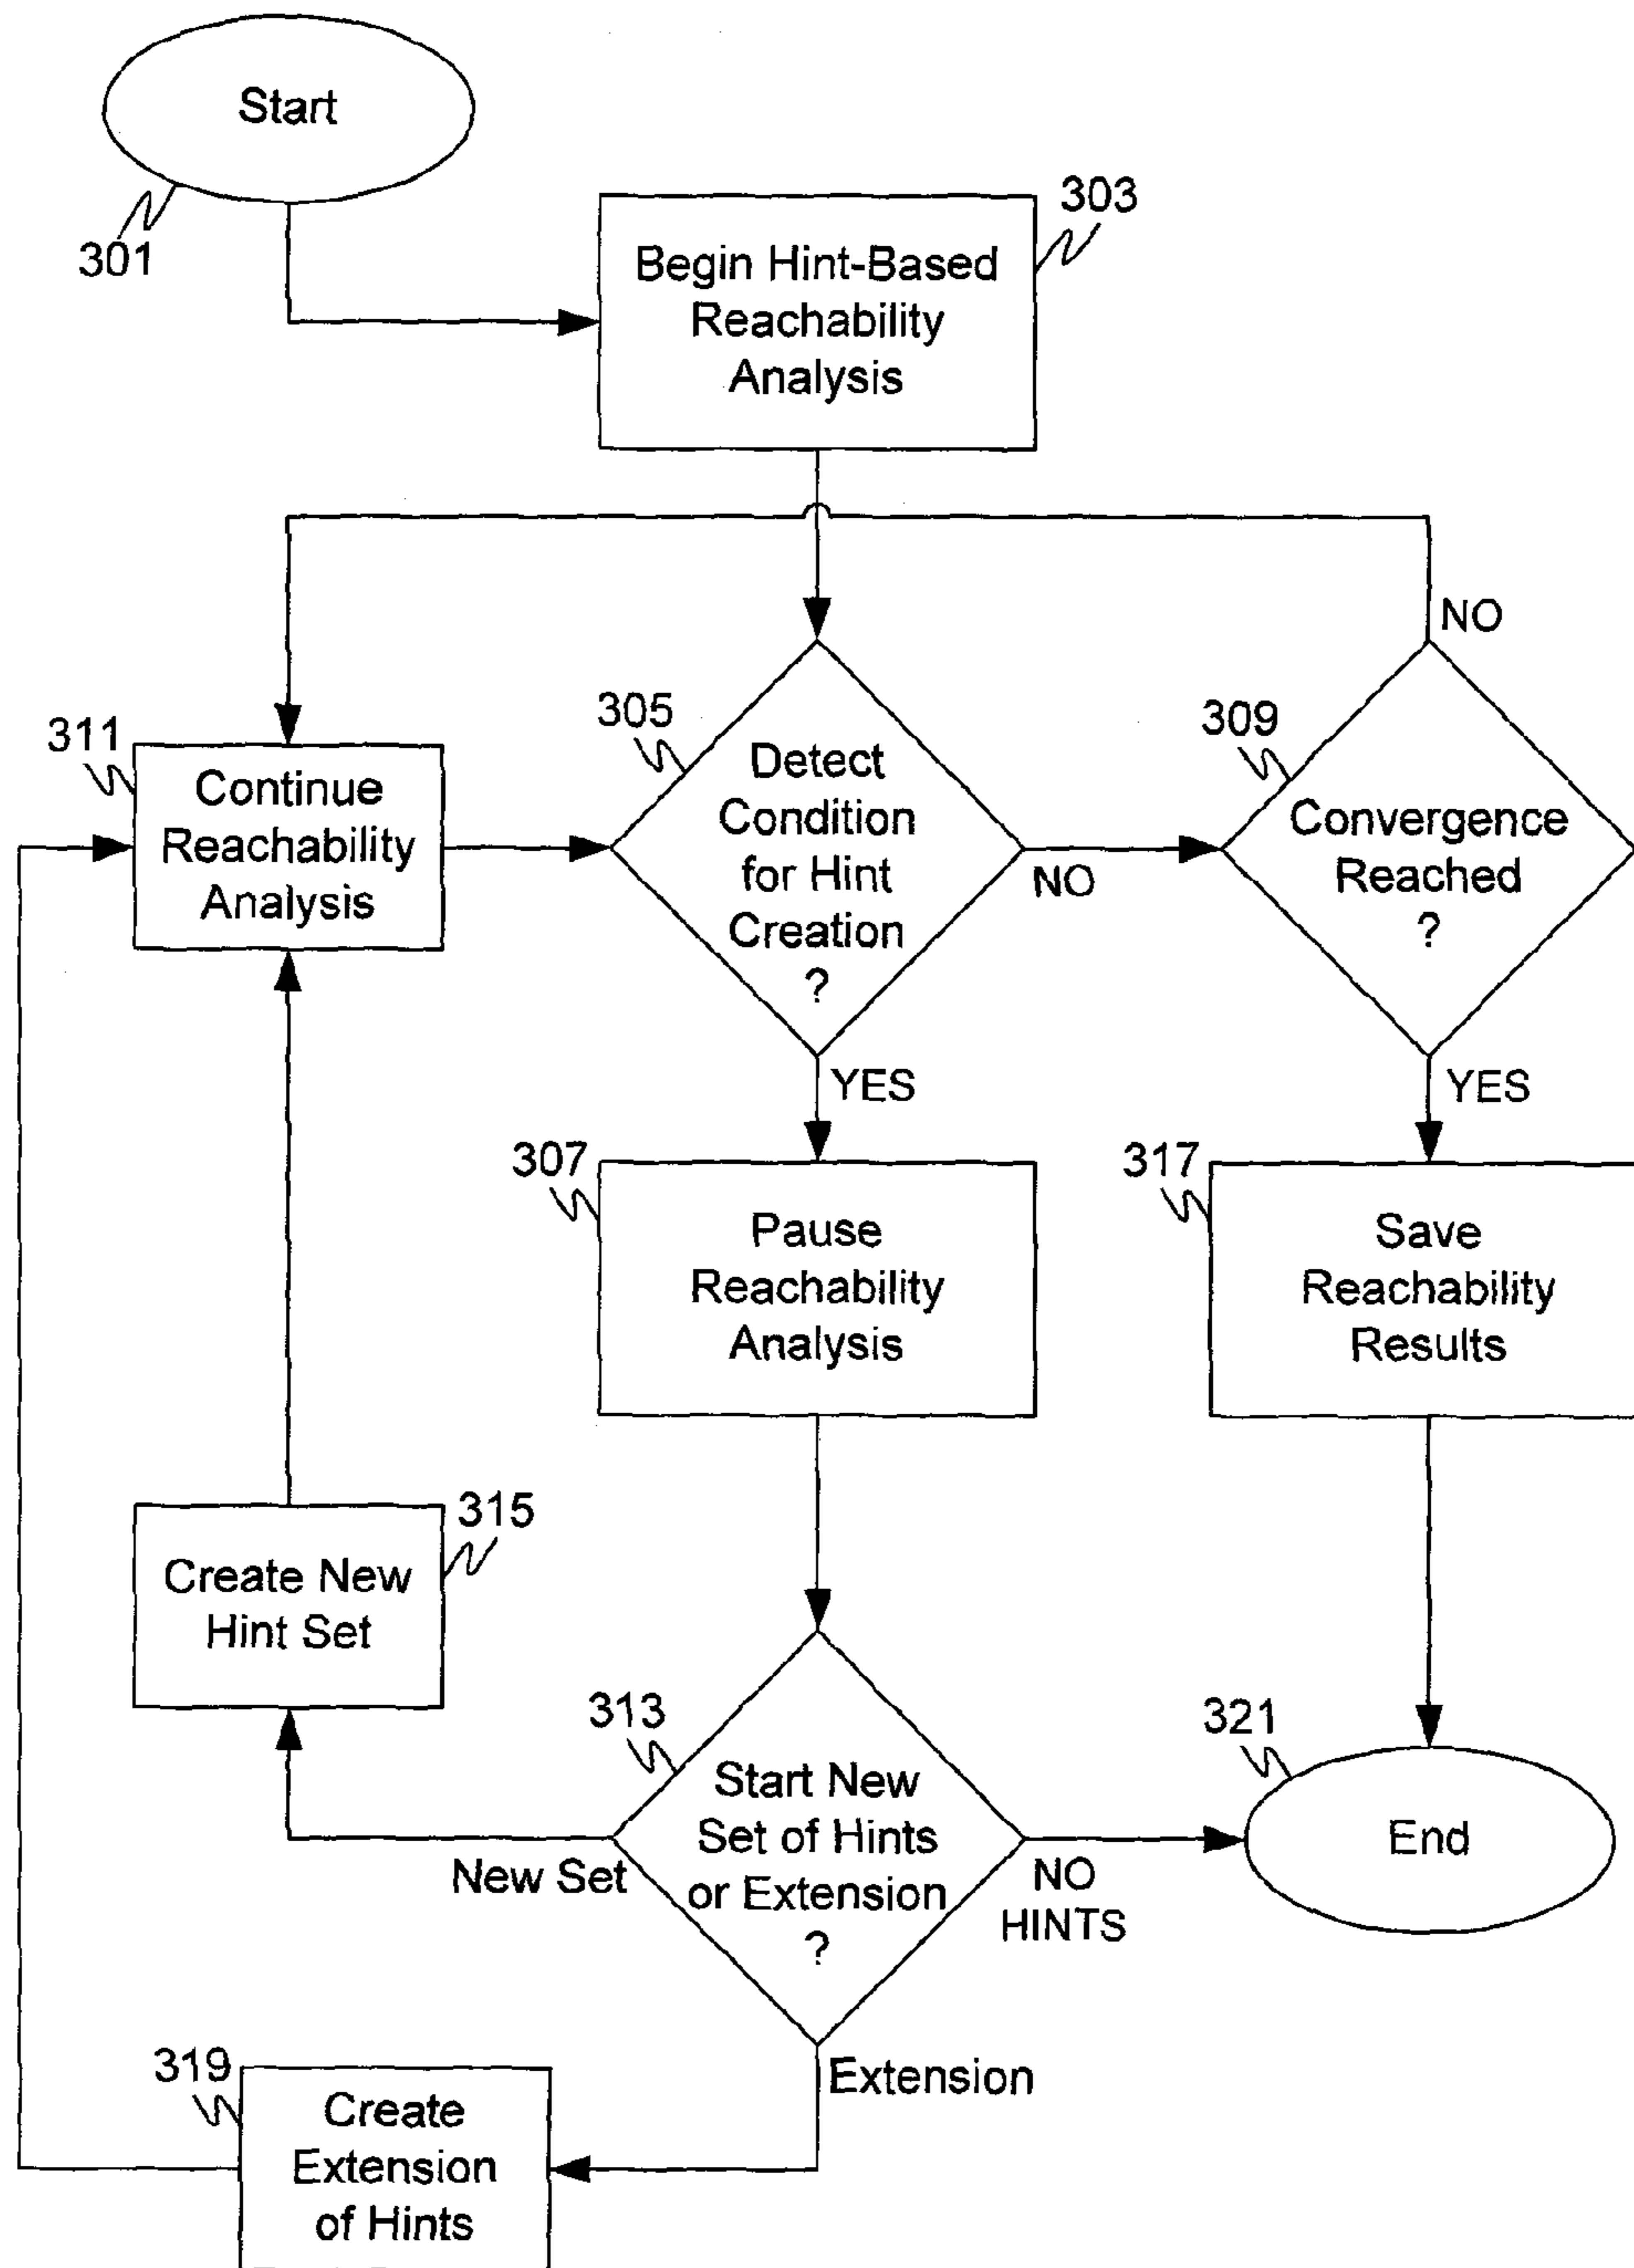 Start
301
303
Begin Hint-Based
Reachability
Analysis
NO
311
Continue
Reachability
Analysis
305
Detect
Condition
for Hint
Creation
?
NO
309
Convergence
Reached
?
YES
YES
307
Pause
Reachability
Analysis
317
Save
Reachability
Results
315
Create New
Hint Set
313
Start New
Set of Hints
or Extension
?
New Set
NO
HINTS
321
End
Extension
319
Create
Extension
of Hints